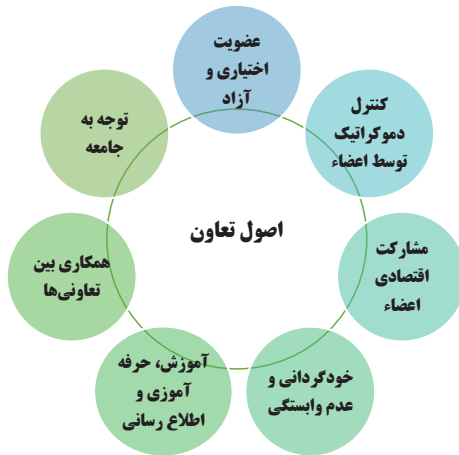 عضویت
اختیاری و
آزاد
کنترل
دموکراتیک
توسط اعضاء
مشارکت
اقتصادی
اعضاء
خودگردانی و
عدم وابستگی
آموزش، حرفه
آموزی و
اطلاع رسانی
همکاری بین
تعاونی‌ها
توجه به
جامعه
اصول تعاون